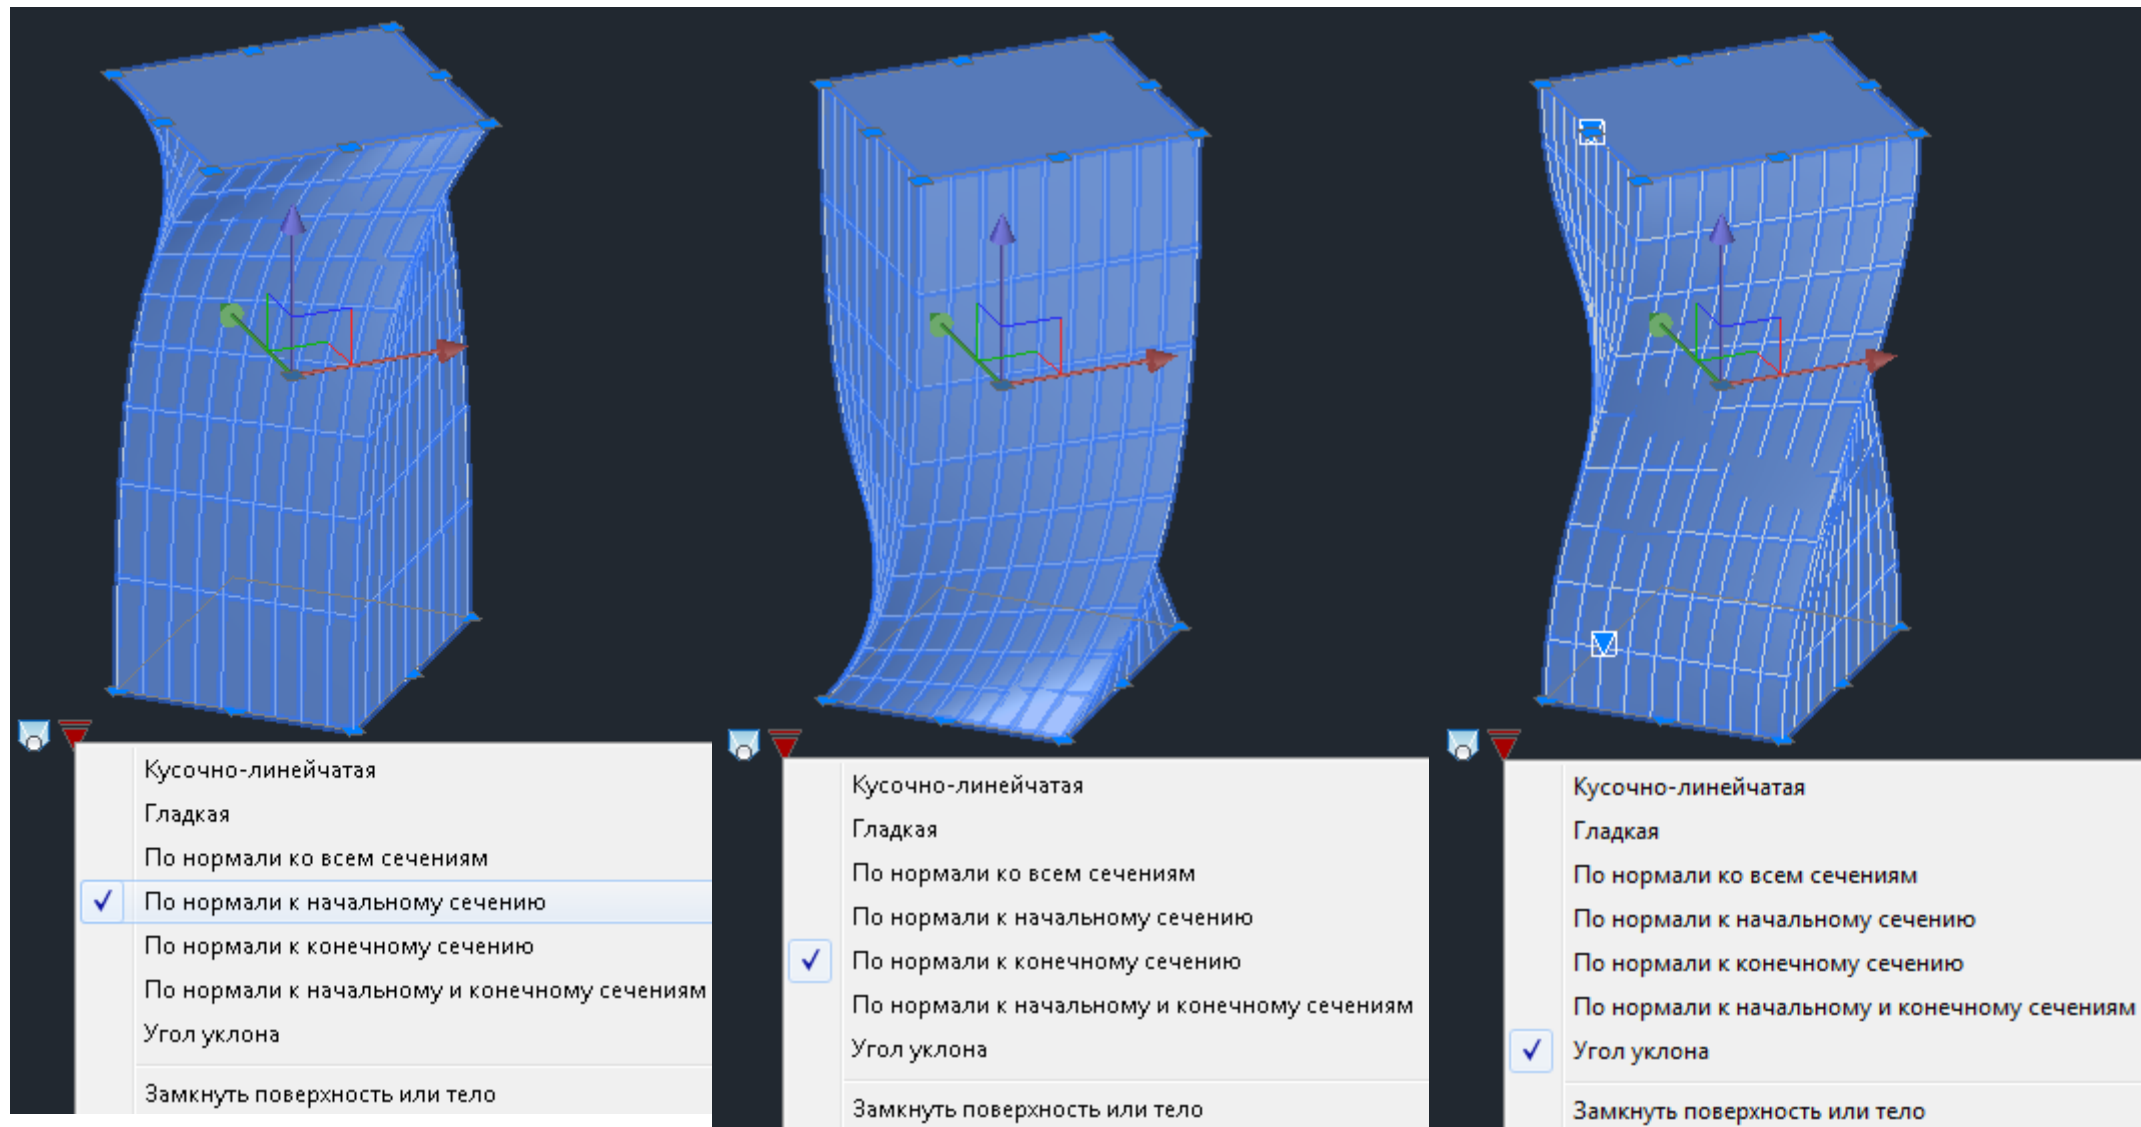 Кусочно-линейчатая
Гладкая
По нормали ко всем сечениям
По нормали к начальному сечению
По нормали к конечному сечению
По нормали к начальному и конечному сечениям
Угол уклона
Замкнуть поверхность или тело
Кусочно-линейчатая
Гладкая
По нормали ко всем сечениям
По нормали к начальному сечению
По нормали к конечному сечению
По нормали к начальному и конечному сечениям
Угол уклона
Замкнуть поверхность или тело
Кусочно-линейчатая
Гладкая
По нормали ко всем сечениям
По нормали к начальному сечению
По нормали к конечному сечению
По нормали к начальному и конечному сечениям
Угол уклона
Замкнуть поверхность или тело